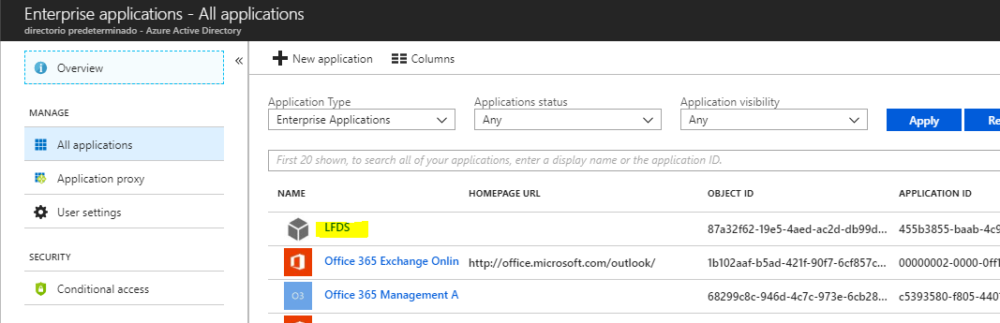 Enterprise applications - All applications
directorio predeterminado - Azure Active Directory
Overview
«
MANAGE
All applications
Application proxy
User settings
SECURITY
Conditional access
New application Columns
Application Type Applications status Application visibility
Enterprise Applications Any Any Apply Re
First 20 shown, to search all of your applications, enter a display name or the application ID.
NAME HOMEPAGE URL OBJECT ID APPLICATION ID
LFDS 87a32f62-19e5-4aed-ac2d-db99d... 455b3855-baab-4c9
Office 365 Exchange Onlin http://office.microsoft.com/outlook/ 1b102aaf-b5ad-421f-90f7-6cf857c... 00000002-0000-0ff1
O3 Office 365 Management A 68299c8c-946d-4c7c-973e-6cb28... c5393580-f805-4401